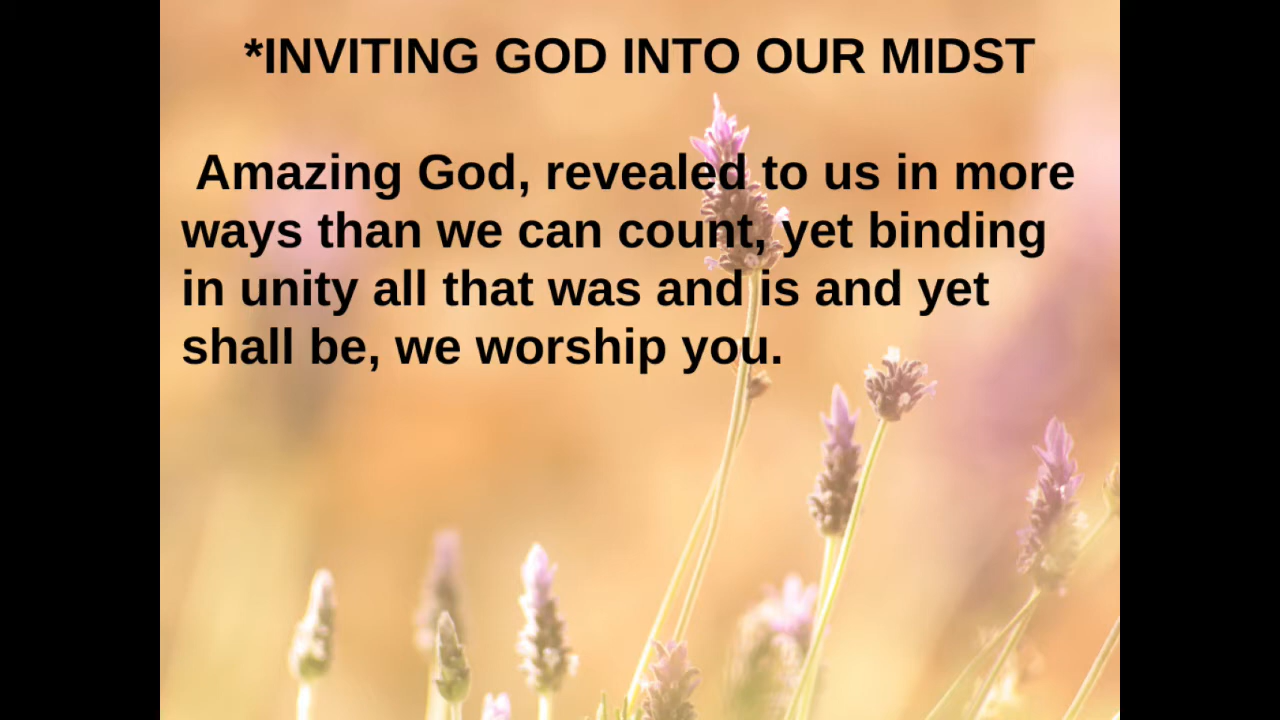 *INVITING GOD INTO OUR MIDST
Amazing God, revealed to us in more
ways than we can count, yet binding
in unity all that was and is and yet
shall be, we worship you.